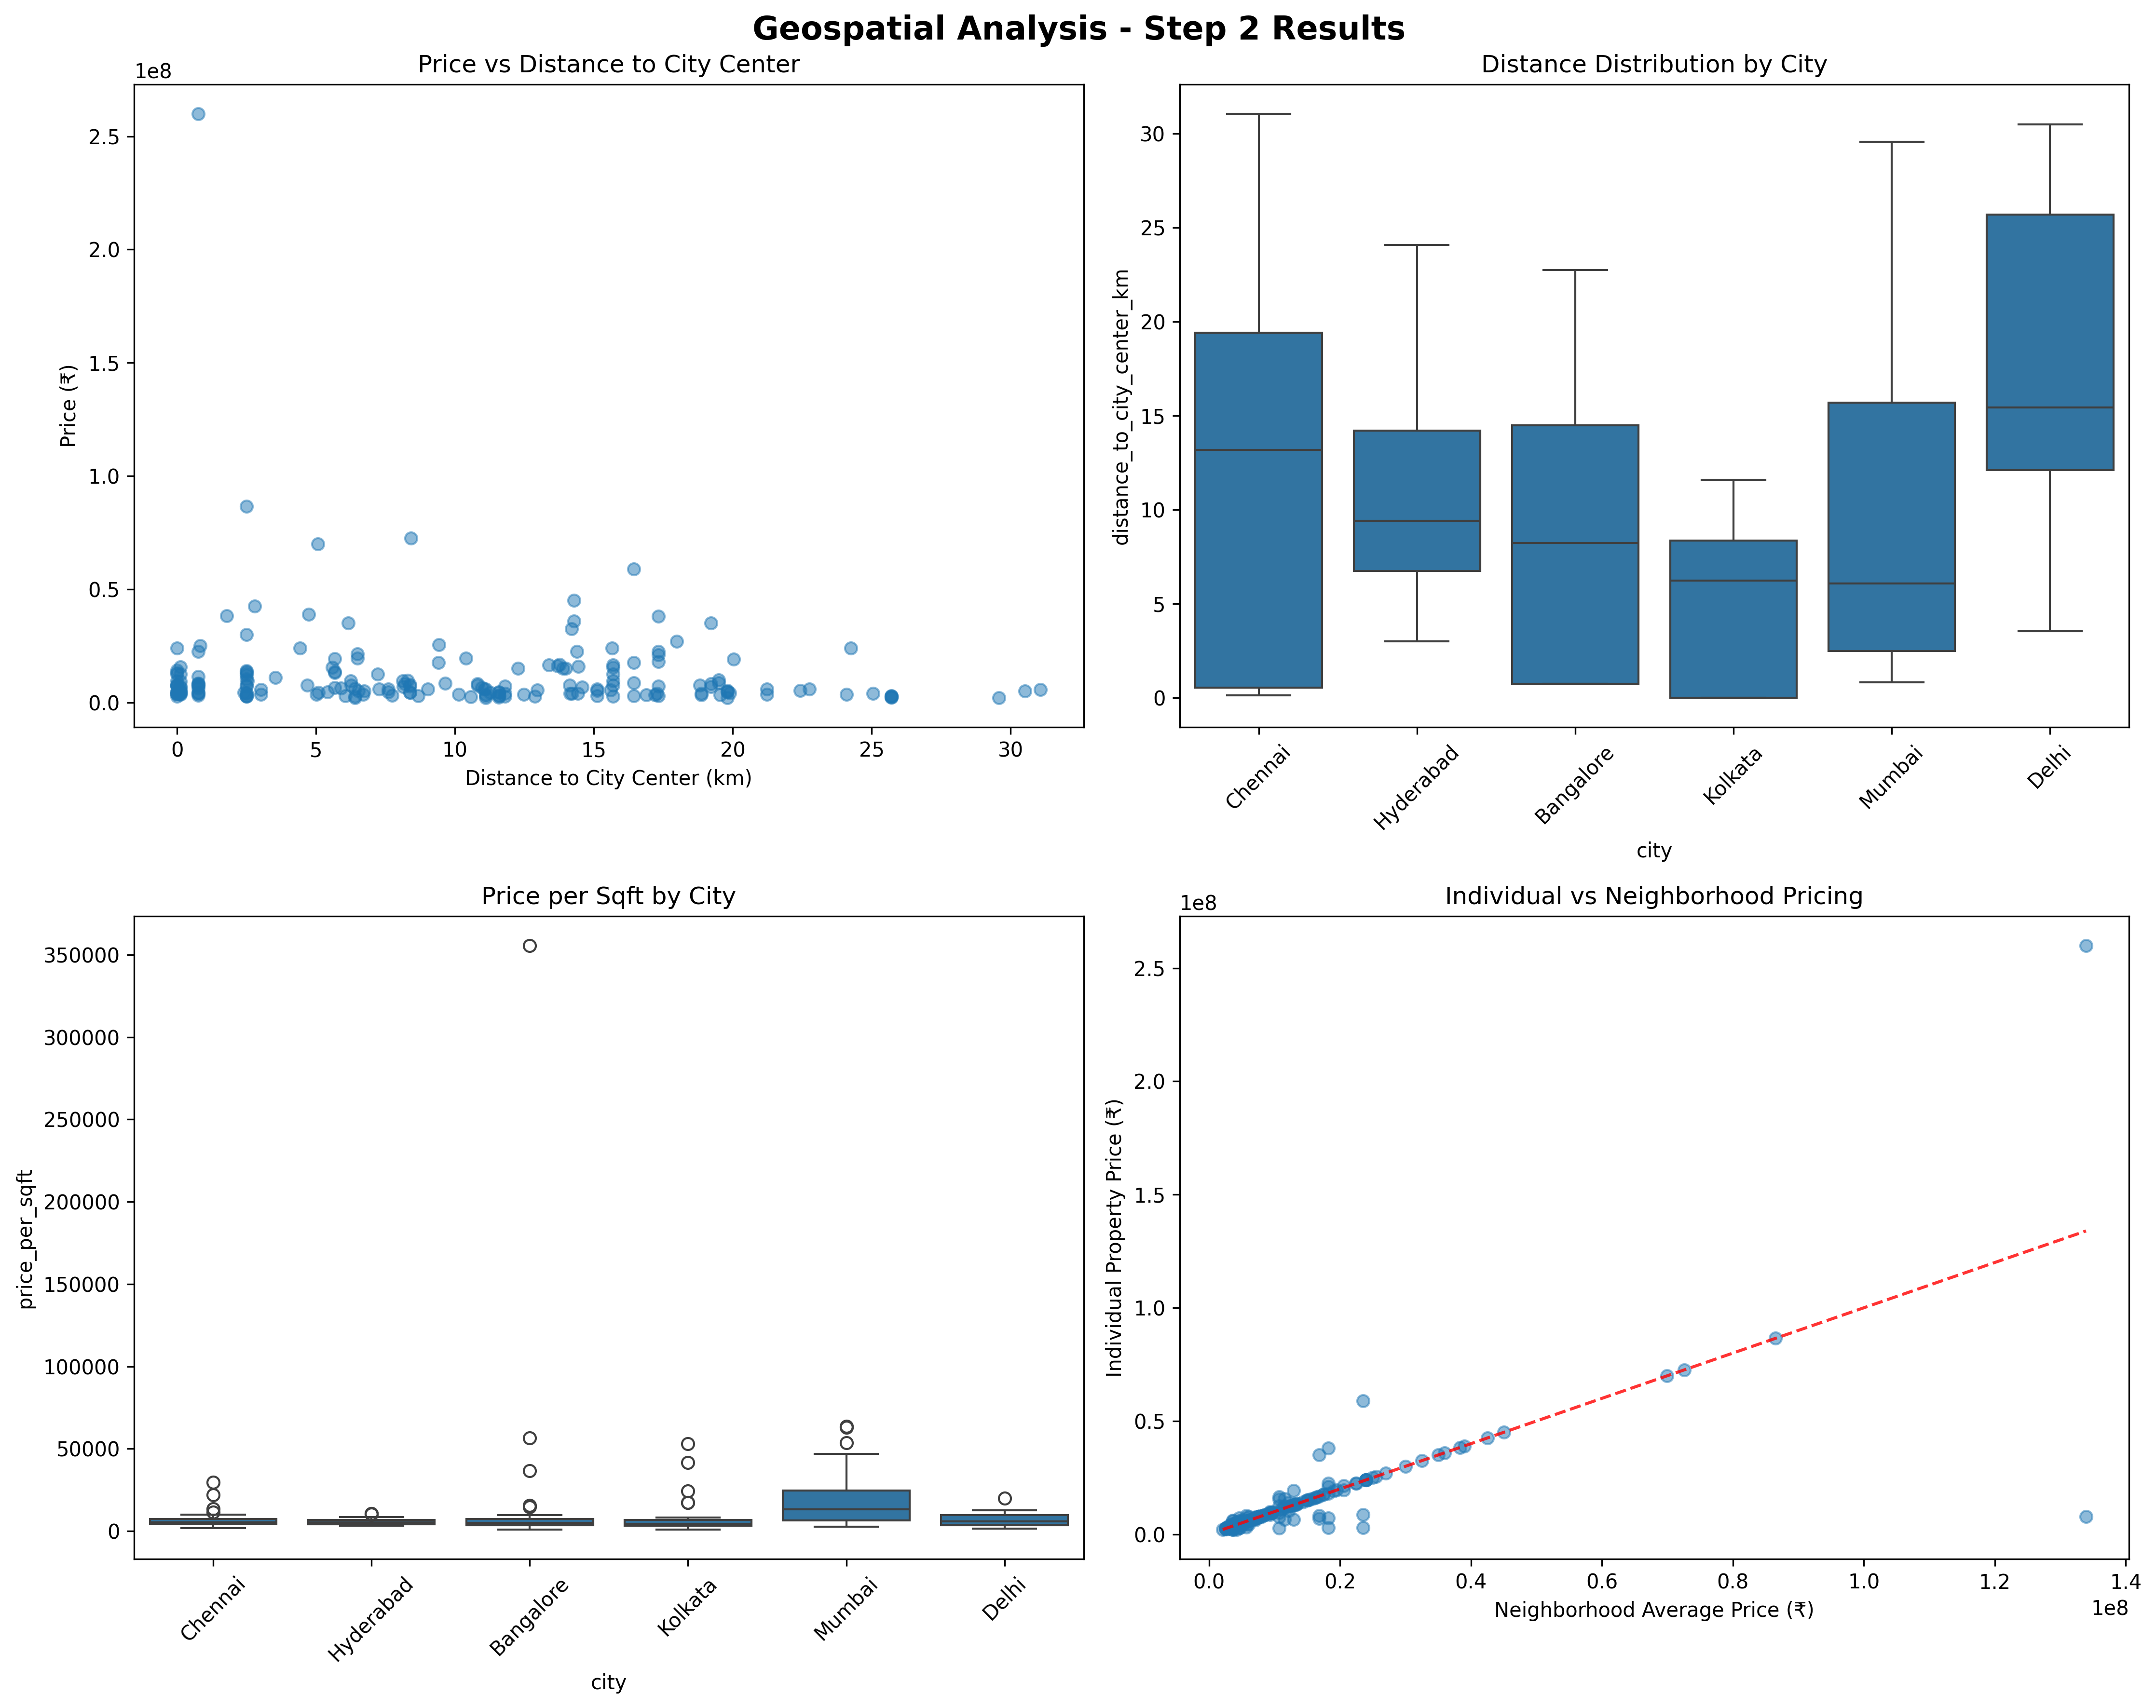 Geospatial Analysis - Step 2 Results
Price vs Distance to City Center
1e8
2.5
2.0
1.5
1.0
0.5
0.0
Price (₹)
0 5 10 15 20 25 30
Distance to City Center (km)
Distance Distribution by City
30
25
20
15
10
5
0
distance_to_city_center_km
Chennai Hyderabad Bangalore Kolkata Mumbai Delhi
city
Price per Sqft by City
350000
300000
250000
200000
150000
100000
50000
0
price_per_sqft
Chennai Hyderabad Bangalore Kolkata Mumbai Delhi
city
Individual vs Neighborhood Pricing
1e8
2.5
2.0
1.5
1.0
0.5
0.0
Individual Property Price (₹)
0.0 0.2 0.4 0.6 0.8 1.0 1.2 1.4
1e8
Neighborhood Average Price (₹)